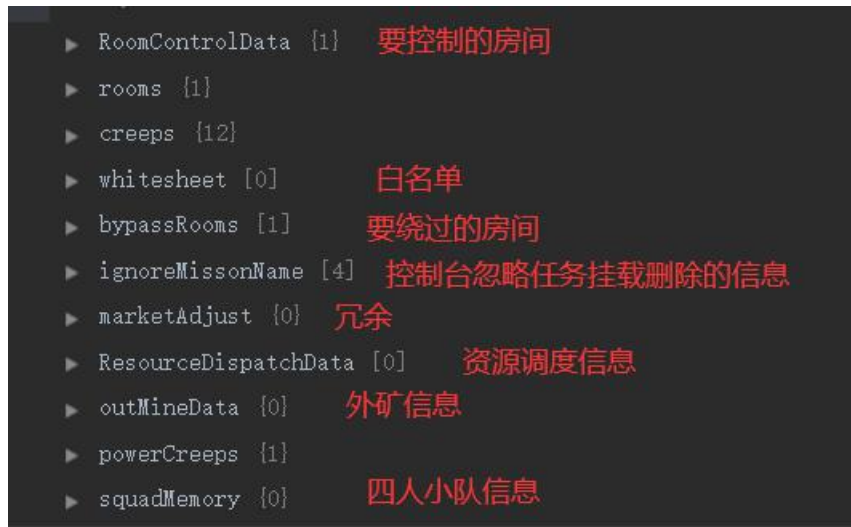 RoomControlData {1} 要控制的房间
rooms {1}
creeps {12}
whitesheet [0] 白名单
bypassRooms [1] 要绕过的房间
ignoreMissonName [4] 控制台忽略任务挂载删除的信息
marketAdjust {0} 冗余
ResourceDispatchData [0] 资源调度信息
outMineData {0} 外矿信息
powerCreeps {1}
squadMemory {0} 四人小队信息